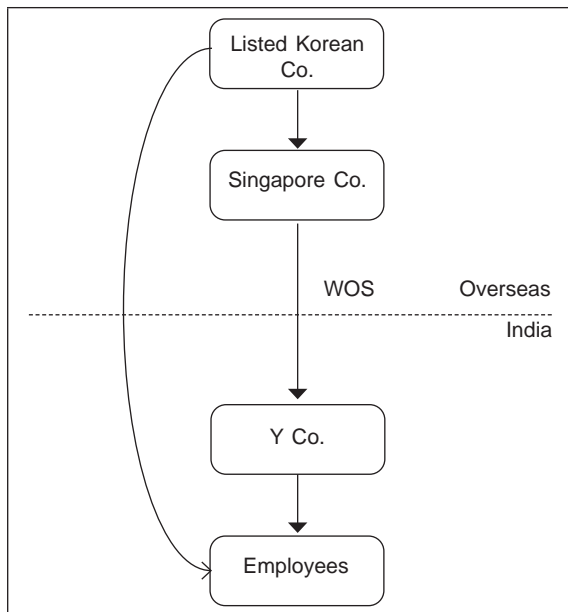 Listed Korean
Co.
Singapore Co.
WOS
Overseas
India
Y Co.
Employees